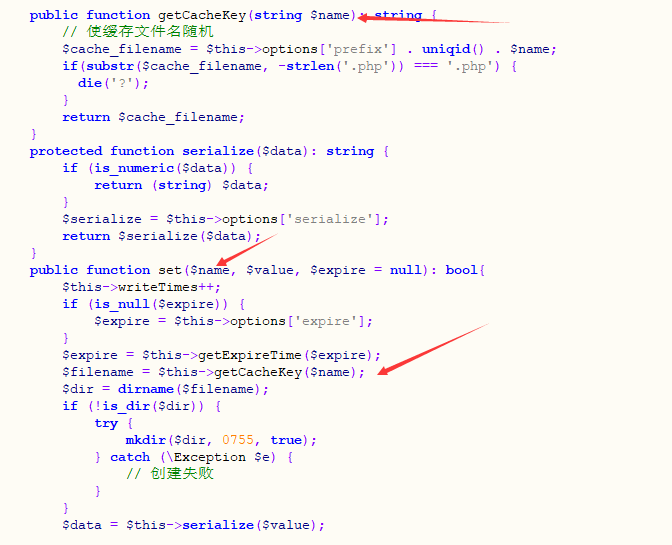 public function getCacheKey(string $name): string {
// 使缓存文件名随机
$cache_filename = $this->options['prefix'] . uniqid() . $name;
if(substr($cache_filename, -strlen('.php')) === '.php') {
die('?');
}
return $cache_filename;
}
protected function serialize($data): string {
if (is_numeric($data)) {
return (string) $data;
}
$serialize = $this->options['serialize'];
return $serialize($data);
}
public function set($name, $value, $expire = null): bool{
$this->writeTimes++;
if (is_null($expire)) {
$expire = $this->options['expire'];
}
$expire = $this->getExpireTime($expire);
$filename = $this->getCacheKey($name);
$dir = dirname($filename);
if (!is_dir($dir)) {
try {
mkdir($dir, 0755, true);
} catch (\Exception $e) {
// 创建失败
}
}
$data = $this->serialize($value);